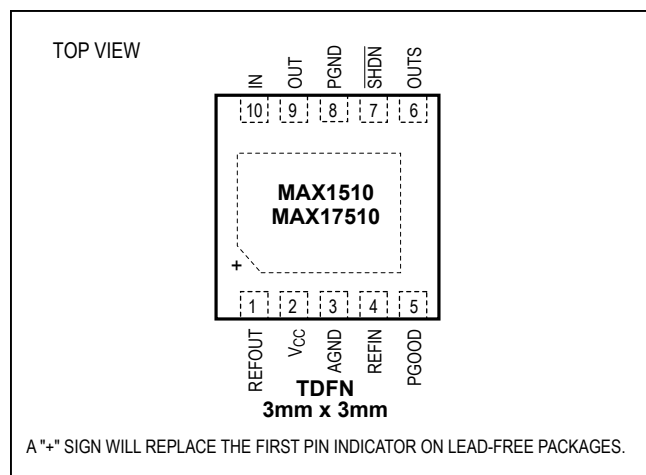 TOP VIEW
IN OUT PGND SHDN OUTS
10 9 8 7 6
MAX1510
MAX17510
+
1 2 3 4 5
REFOUT VCC AGND REFIN PGOOD
TDFN
3mm x 3mm
A "+" SIGN WILL REPLACE THE FIRST PIN INDICATOR ON LEAD-FREE PACKAGES.